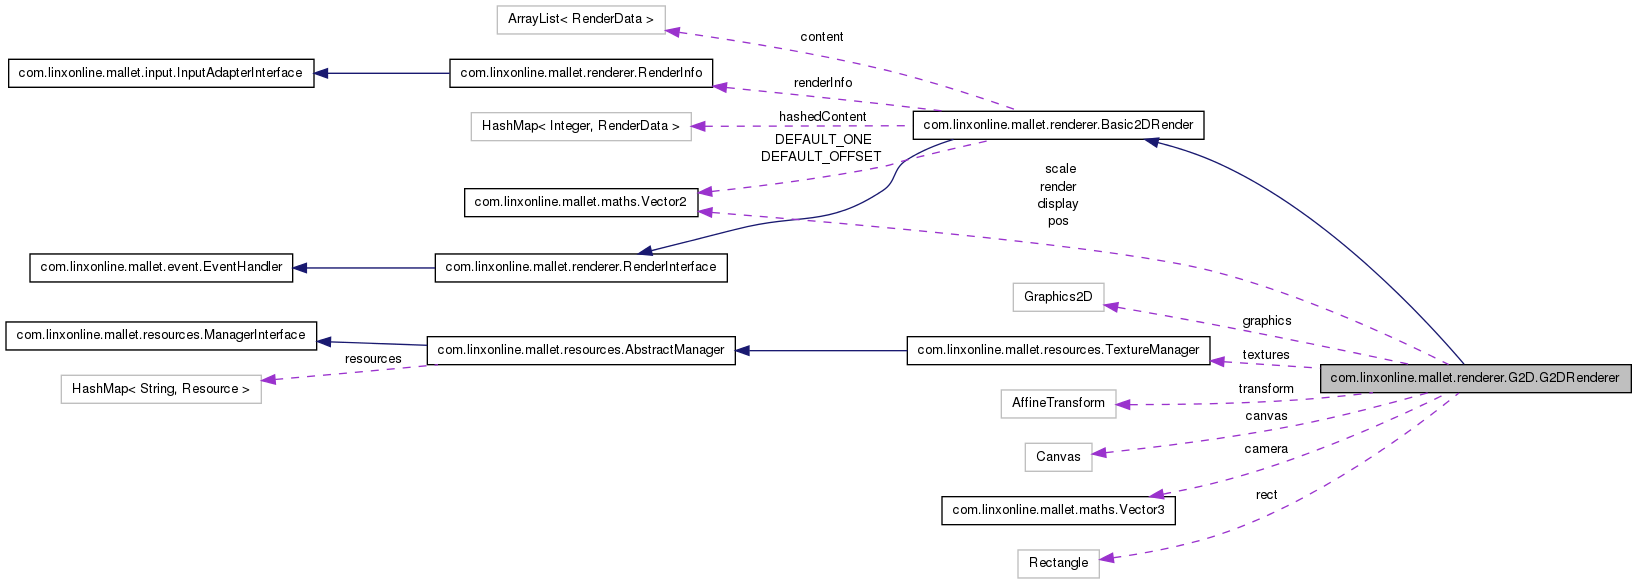 ArrayList< RenderData >
content
com.linxonline.mallet.input.InputAdapterInterface
com.linxonline.mallet.renderer.RenderInfo
renderInfo
HashMap< Integer, RenderData >
hashedContent
com.linxonline.mallet.renderer.Basic2DRender
DEFAULT_ONE
DEFAULT_OFFSET
com.linxonline.mallet.maths.Vector2
scale
render
display
pos
com.linxonline.mallet.event.EventHandler
com.linxonline.mallet.renderer.RenderInterface
Graphics2D
graphics
com.linxonline.mallet.resources.ManagerInterface
resources
com.linxonline.mallet.resources.AbstractManager
com.linxonline.mallet.resources.TextureManager
textures
com.linxonline.mallet.renderer.G2D.G2DRenderer
HashMap< String, Resource >
transform
AffineTransform
canvas
Canvas
camera
com.linxonline.mallet.maths.Vector3
rect
Rectangle